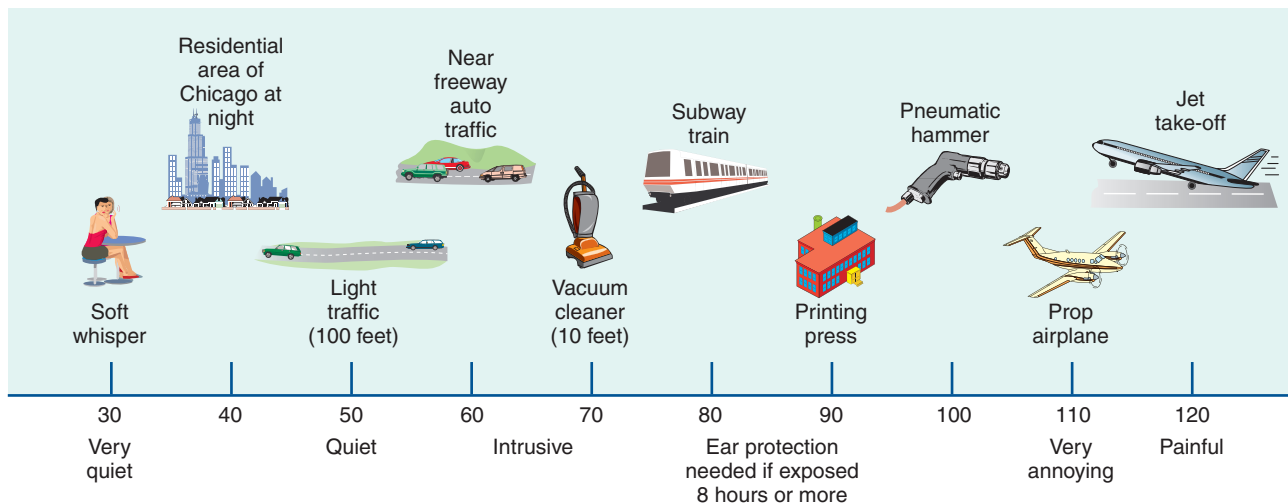 Residential
area of
Chicago at
night
Near
freeway
auto
traffic
Subway
train
Pneumatic
hammer
Jet
take-off
Soft
whisper
Light
traffic
(100 feet)
Vacuum
cleaner
(10 feet)
Printing
press
Prop
airplane
30 40 50 60 70 80 90 100 110 120
Very
quiet
Quiet
Intrusive
Ear protection
needed if exposed
8 hours or more
Very
annoying
Painful